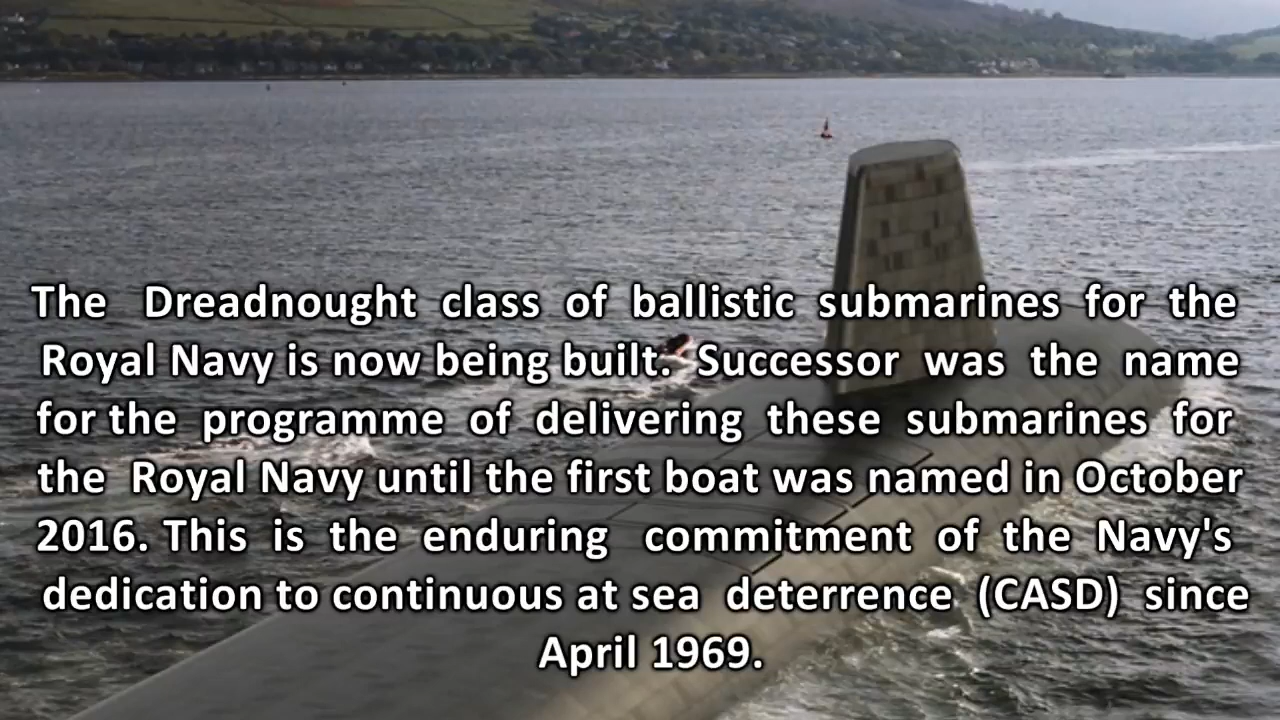 The Dreadnought class of ballistic submarines for the
Royal Navy is now being built. Successor was the name
for the programme of delivering these submarines for
the Royal Navy until the first boat was named in October
2016. This is the enduring commitment of the Navy's
dedication to continuous at sea deterrence (CASD) since
April 1969.